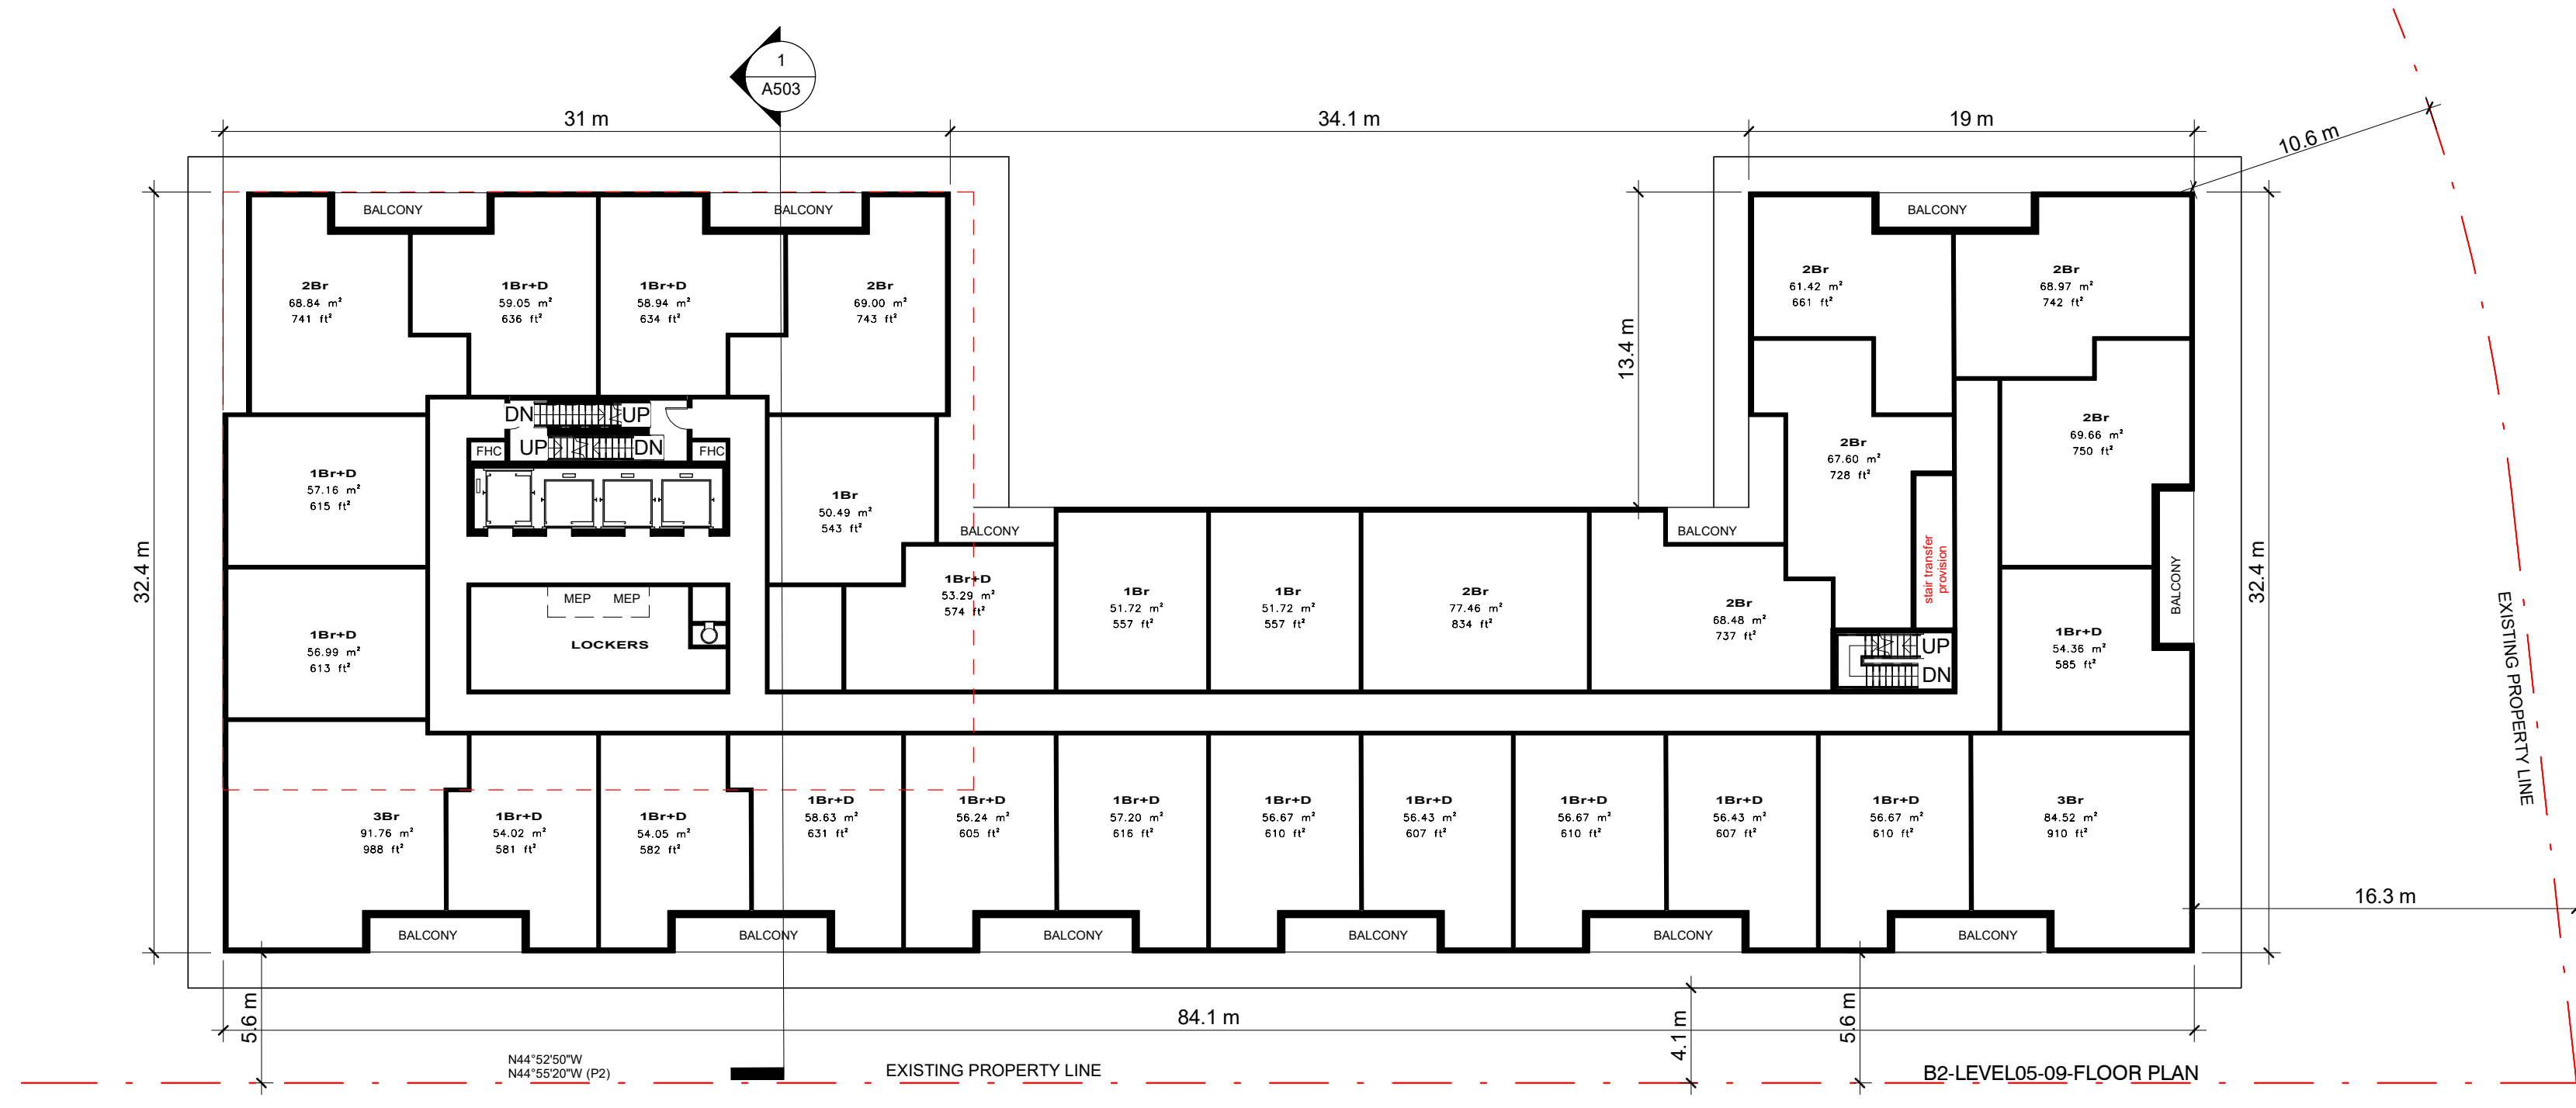 1
A503
31 m
34.1 m
19 m
10.6 m
BALCONY
BALCONY
BALCONY
2Br
68.84 m²
741 ft²
1Br+D
59.05 m²
636 ft²
1Br+D
58.94 m²
634 ft²
2Br
69.00 m²
743 ft²
2Br
61.42 m²
661 ft²
2Br
68.97 m²
742 ft²
13.4 m
DN
UP
UP
DN
FHC
FHC
2Br
67.60 m²
728 ft²
2Br
69.66 m²
750 ft²
1Br+D
57.16 m²
615 ft²
1Br
50.49 m²
543 ft²
BALCONY
BALCONY
stair transfer
provision
BALCONY
32.4 m
32.4 m
1Br+D
56.99 m²
613 ft²
MEP
MEP
LOCKERS
1Br+D
53.29 m²
574 ft²
1Br
51.72 m²
557 ft²
1Br
51.72 m²
557 ft²
2Br
77.46 m²
834 ft²
2Br
68.48 m²
737 ft²
UP
DN
1Br+D
54.36 m²
585 ft²
EXISTING PROPERTY LINE
3Br
91.76 m²
988 ft²
1Br+D
54.02 m²
581 ft²
1Br+D
54.05 m²
582 ft²
1Br+D
58.63 m²
631 ft²
1Br+D
56.24 m²
605 ft²
1Br+D
57.20 m²
616 ft²
1Br+D
56.67 m²
610 ft²
1Br+D
56.43 m²
607 ft²
1Br+D
56.67 m²
610 ft²
1Br+D
56.43 m²
607 ft²
1Br+D
56.67 m²
610 ft²
3Br
84.52 m²
910 ft²
16.3 m
BALCONY
BALCONY
BALCONY
BALCONY
BALCONY
BALCONY
5.6 m
84.1 m
4.1 m
5.6 m
N44°52'50"W
N44°55'20"W (P2)
EXISTING PROPERTY LINE
B2-LEVEL05-09-FLOOR PLAN